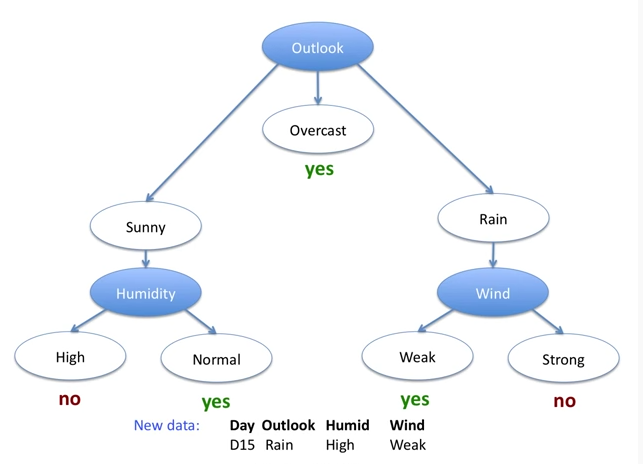 Outlook
Overcast
yes
Sunny
Rain
Humidity
Wind
High
Normal
Weak
Strong
no
yes
yes
no
New data: Day Outlook Humid Wind
D15 Rain High Weak